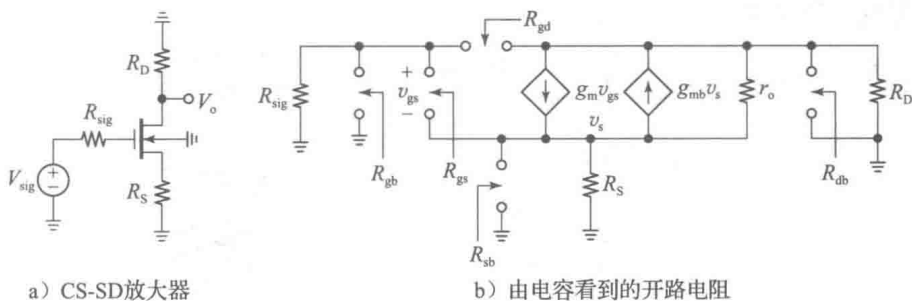 R_D
V_o
R_sig
V_sig
+
−
R_S
a）CS-SD放大器
R_gd
R_sig
+
v_gs
−
R_gb
R_gs
g_m v_gs
g_mb v_s
r_o
v_s
R_S
R_sb
R_db
R_D
b）由电容看到的开路电阻